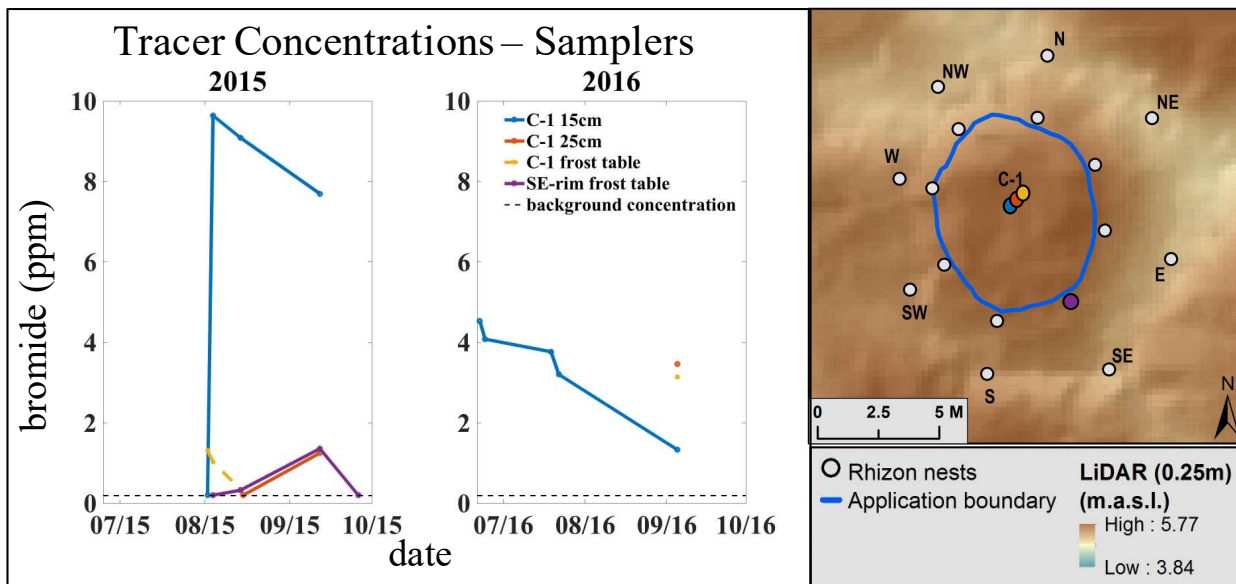 Tracer Concentrations – Samplers
2015
2016
bromide (ppm)
10
8
6
4
2
0
07/15 08/15 09/15 10/15
10
8
6
4
2
0
07/16 08/16 09/16 10/16
date
C-1 15cm
C-1 25cm
C-1 frost table
SE-rim frost table
background concentration
N
NW
NE
W
C-1
E
SW
SE
S
N
0 2.5 5 M
Rhizon nests
Application boundary
LiDAR (0.25m)
(m.a.s.l.)
High : 5.77
Low : 3.84